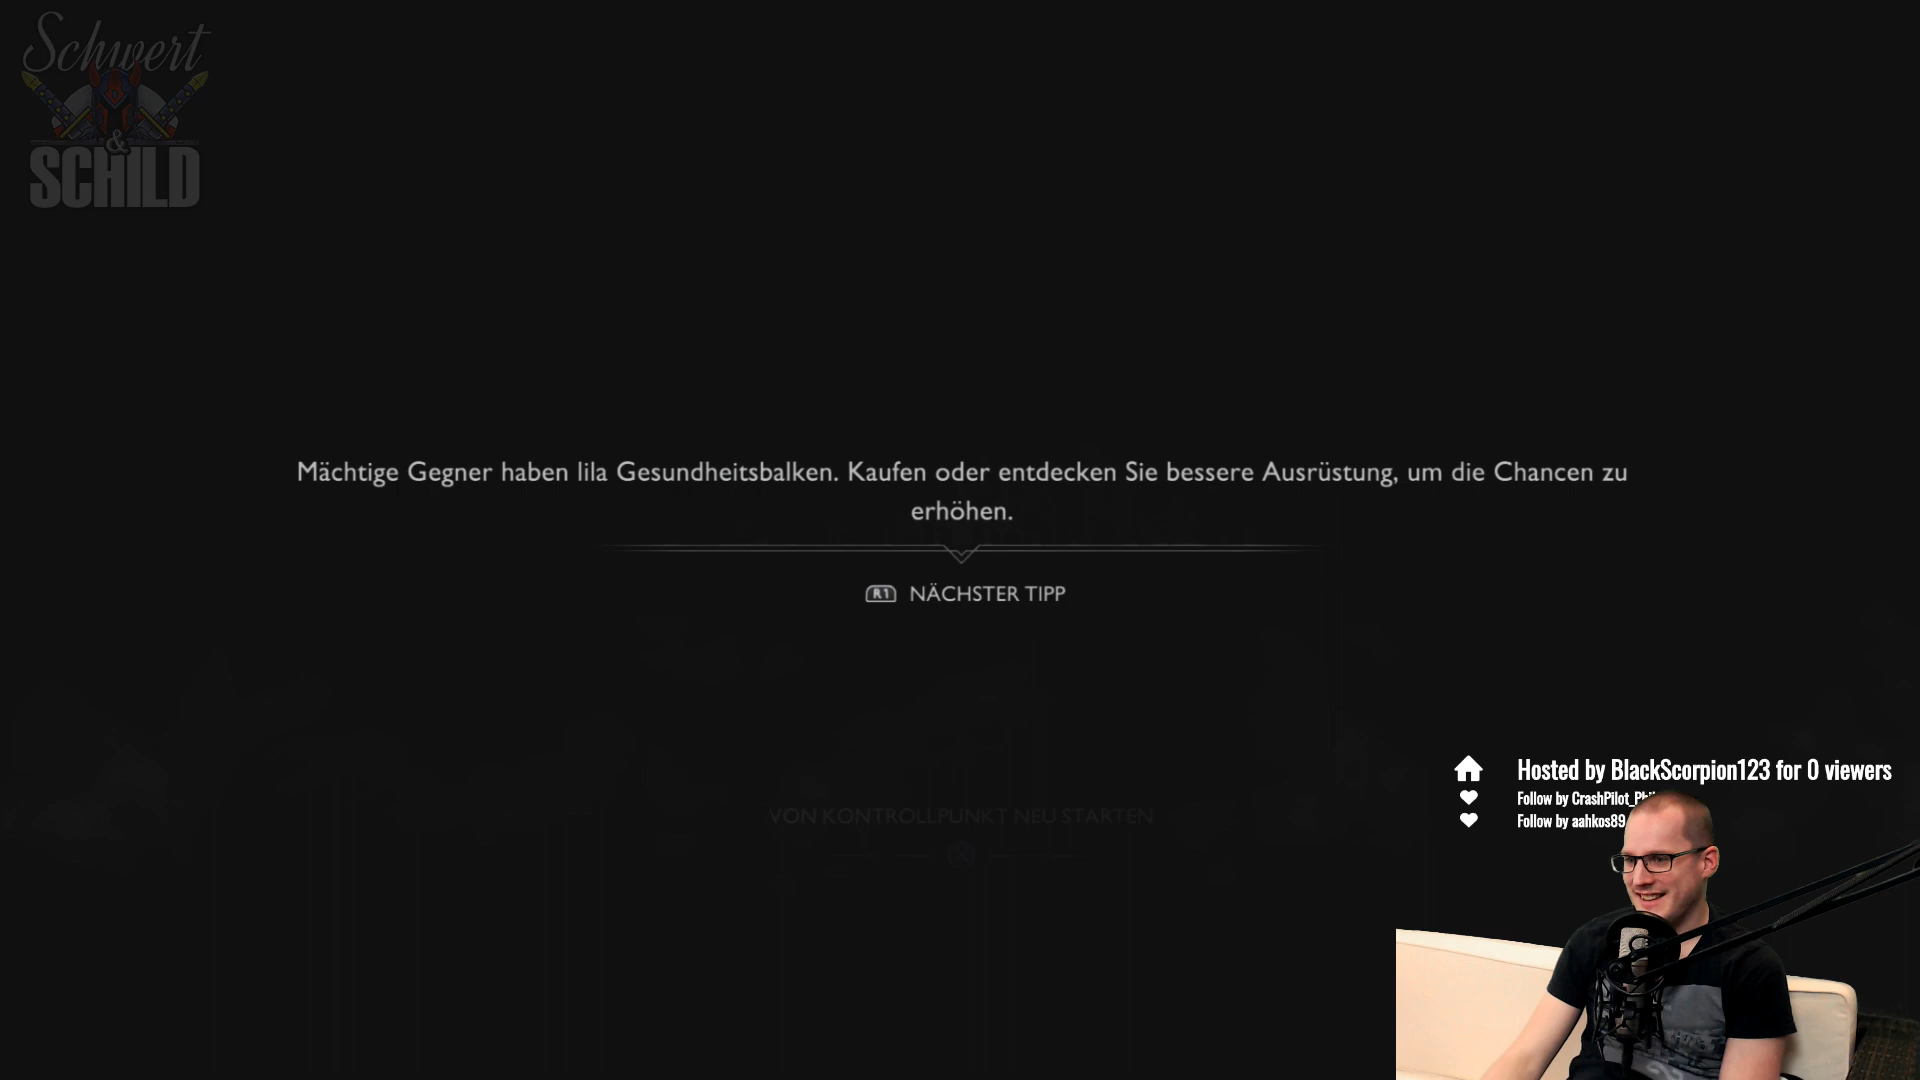 Schwert
&
SCHILD
Mächtige Gegner haben lila Gesundheitsbalken. Kaufen oder entdecken Sie bessere Ausrüstung, um die Chancen zu
erhöhen.
R1 NÄCHSTER TIPP
VON KONTROLLPUNKT NEU STARTEN
Hosted by BlackScorpion123 for 0 viewers
Follow by
Follow by aahkos89